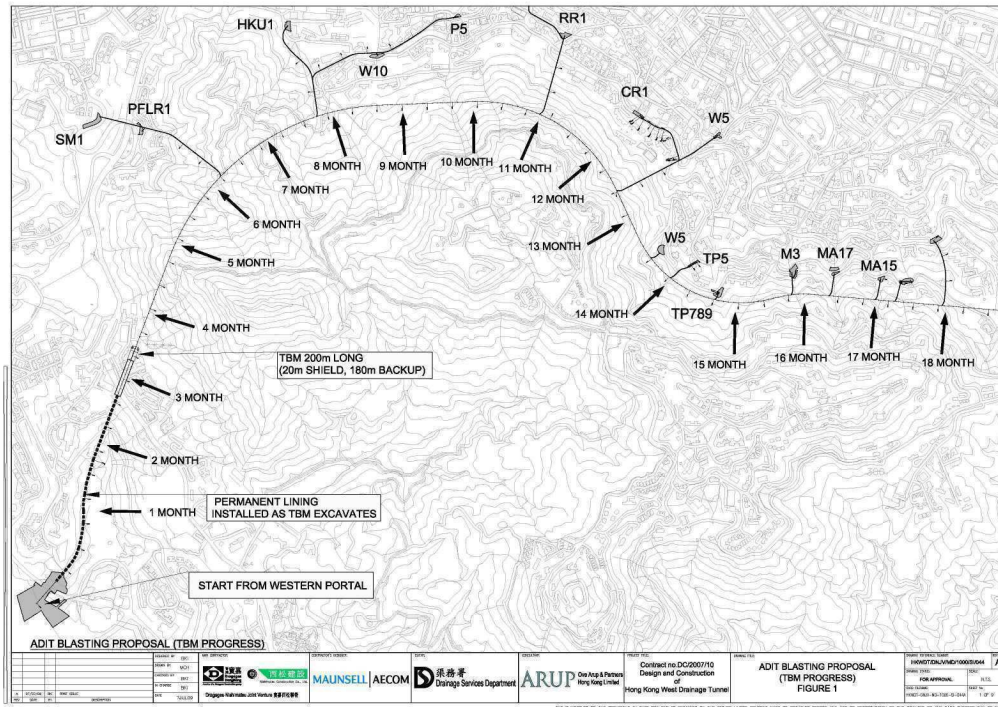 HKU1
P5
RR1
W10
CR1
W5
PFLR1
SM1
8 MONTH
9 MONTH
10 MONTH
11 MONTH
7 MONTH
12 MONTH
6 MONTH
13 MONTH
5 MONTH
W5
TP5
M3
MA17
MA15
14 MONTH
TP789
4 MONTH
15 MONTH
16 MONTH
17 MONTH
18 MONTH
TBM 200m LONG
(20m SHIELD, 180m BACKUP)
3 MONTH
2 MONTH
PERMANENT LINING
INSTALLED AS TBM EXCAVATES
1 MONTH
START FROM WESTERN PORTAL
ADIT BLASTING PROPOSAL (TBM PROGRESS)
MAUNSELL AECOM
渠務署
Drainage Services Department
ARUP
Ove Arup & Partners
Hong Kong Limited
Contract no.DC/2007/10
Design and Construction
of
Hong Kong West Drainage Tunnel
ADIT BLASTING PROPOSAL
(TBM PROGRESS)
FIGURE 1
FOR APPROVAL
N.T.S.